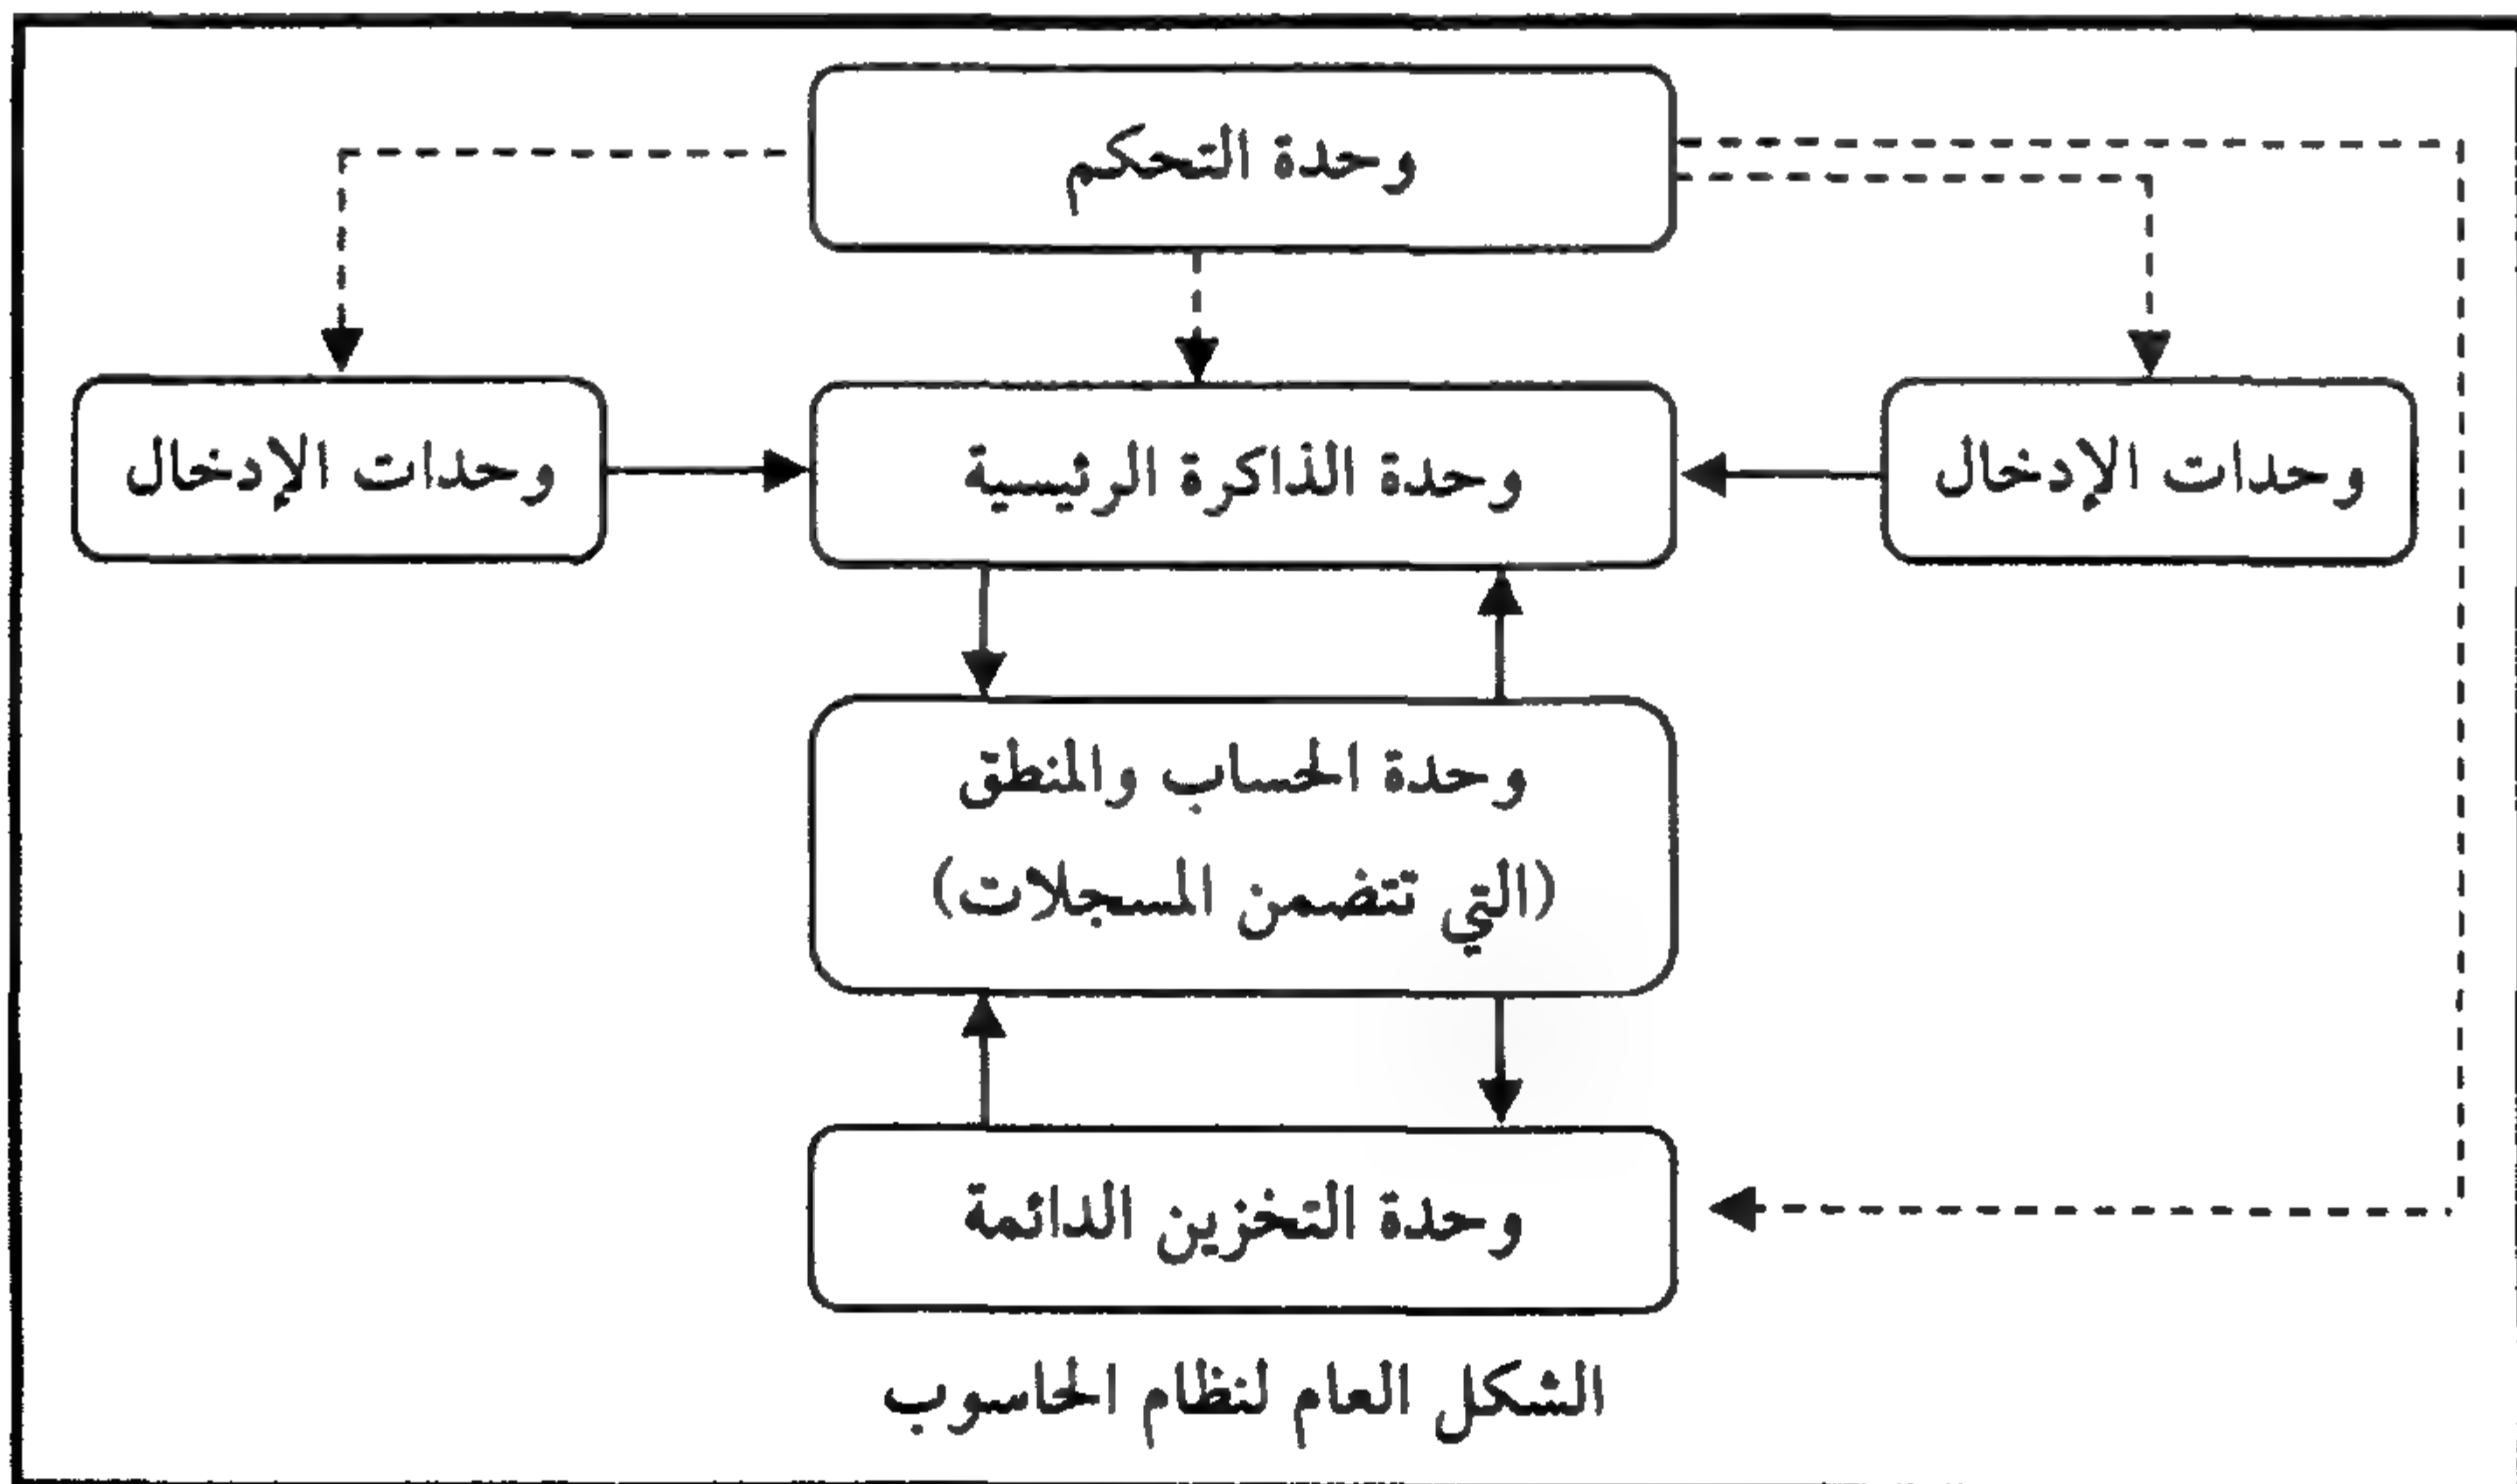 وحدة التحكم
وحدات الإدخال
وحدة الذاكرة الرئيسية
وحدات الإدخال
وحدة الحساب والمنطق
(التي تتضمن المسجلات)
وحدة التخزين الدائمة
الشكل العام لنظام الحاسوب